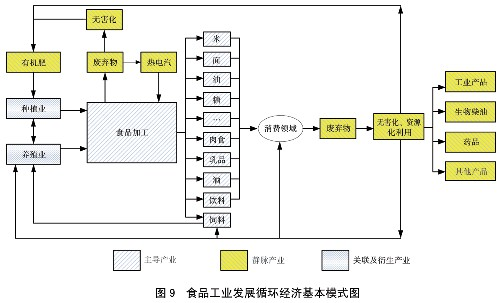 无害化
有机肥
废弃物
热电汽
种植业
养殖业
食品加工
米
面
油
糖
…
肉食
乳品
酒
饮料
饲料
消费领域
废弃物
无害化、资源
化利用
工业产品
生物柴油
药品
其他产品
主导产业
静脉产业
关联及衍生产业
图 9 食品工业发展循环经济基本模式图